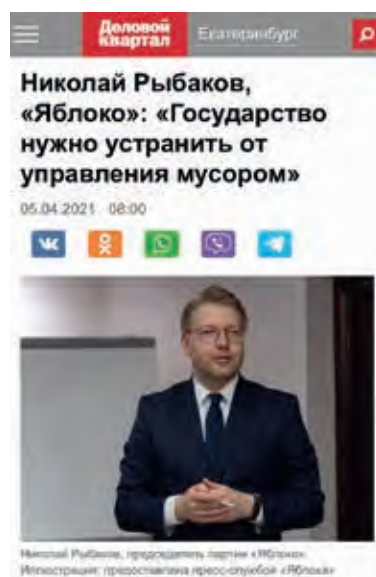 Деловой
квартал
Екатеринбург
Николай Рыбаков,
«Яблоко»: «Государство
нужно устранить от
управления мусором»
05.04.2021 08:00
Николай Рыбаков, председатель партии «Яблоко».
Иллюстрация: предоставлена пресс-службой «Яблока»